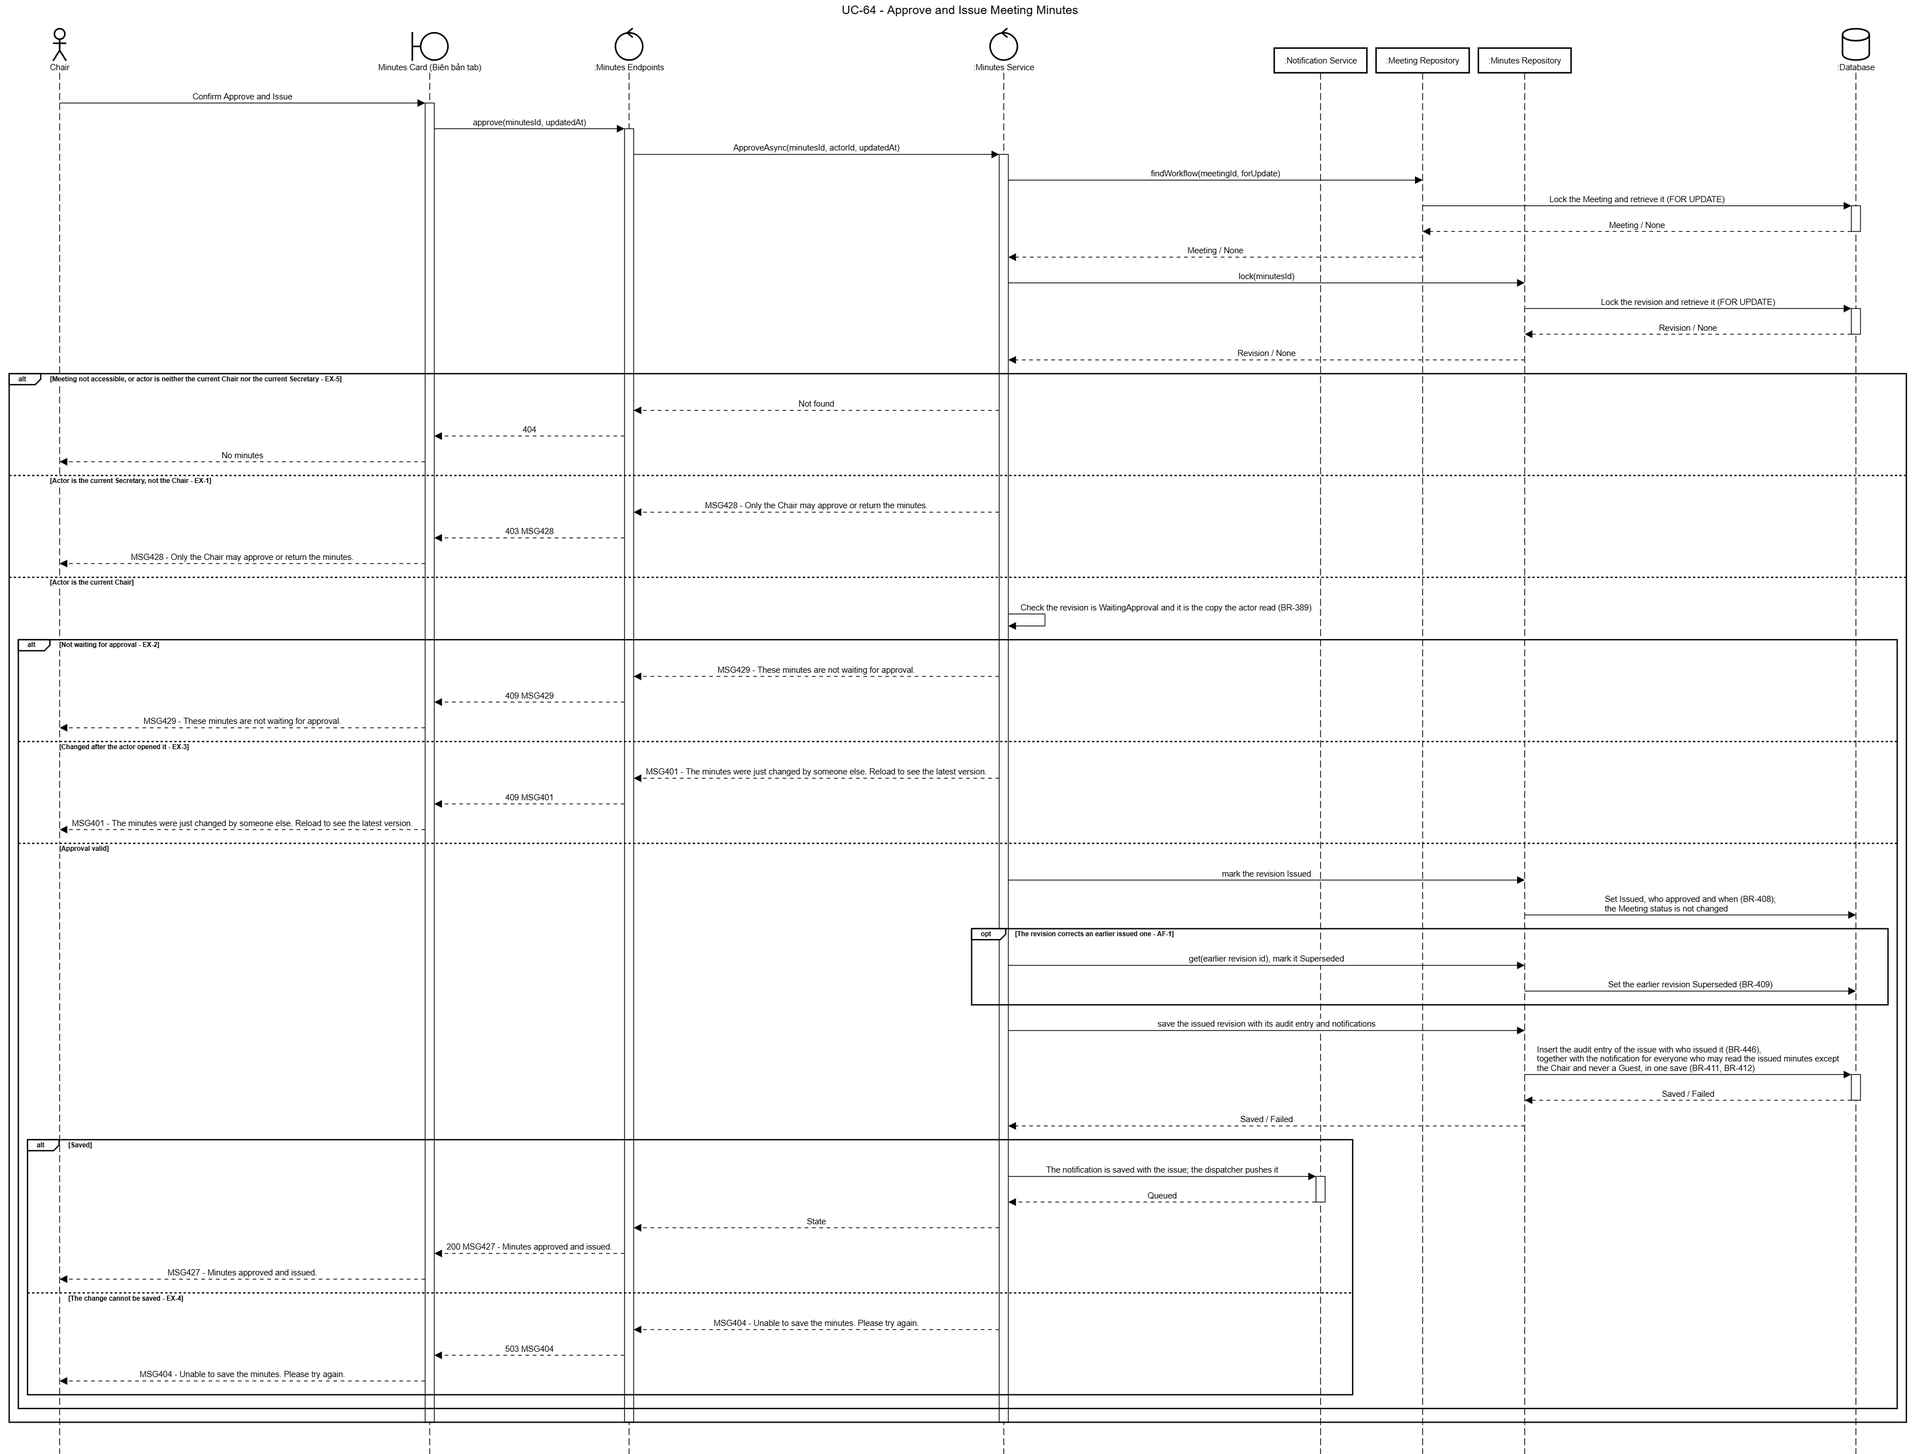 UC-64 - Approve and Issue Meeting Minutes
Chair
Minutes Card (Biên bản tab)
:Minutes Endpoints
:Minutes Service
:Notification Service
:Meeting Repository
:Minutes Repository
:Database
Confirm Approve and Issue
approve(minutesId, updatedAt)
ApproveAsync(minutesId, actorId, updatedAt)
findWorkflow(meetingId, forUpdate)
Lock the Meeting and retrieve it (FOR UPDATE)
Meeting / None
Meeting / None
lock(minutesId)
Lock the revision and retrieve it (FOR UPDATE)
Revision / None
Revision / None
alt
[Meeting not accessible, or actor is neither the current Chair nor the current Secretary - EX-5]
Not found
404
No minutes
[Actor is the current Secretary, not the Chair - EX-1]
MSG428 - Only the Chair may approve or return the minutes.
403 MSG428
MSG428 - Only the Chair may approve or return the minutes.
[Actor is the current Chair]
Check the revision is WaitingApproval and it is the copy the actor read (BR-389)
alt
[Not waiting for approval - EX-2]
MSG429 - These minutes are not waiting for approval.
409 MSG429
MSG429 - These minutes are not waiting for approval.
[Changed after the actor opened it - EX-3]
MSG401 - The minutes were just changed by someone else. Reload to see the latest version.
409 MSG401
MSG401 - The minutes were just changed by someone else. Reload to see the latest version.
[Approval valid]
mark the revision Issued
Set Issued, who approved and when (BR-408);
the Meeting status is not changed
opt
[The revision corrects an earlier issued one - AF-1]
get(earlier revision id), mark it Superseded
Set the earlier revision Superseded (BR-409)
save the issued revision with its audit entry and notifications
Insert the audit entry of the issue with who issued it (BR-446),
together with the notification for everyone who may read the issued minutes except
the Chair and never a Guest, in one save (BR-411, BR-412)
Saved / Failed
Saved / Failed
alt
[Saved]
The notification is saved with the issue; the dispatcher pushes it
Queued
State
200 MSG427 - Minutes approved and issued.
MSG427 - Minutes approved and issued.
[The change cannot be saved - EX-4]
MSG404 - Unable to save the minutes. Please try again.
503 MSG404
MSG404 - Unable to save the minutes. Please try again.